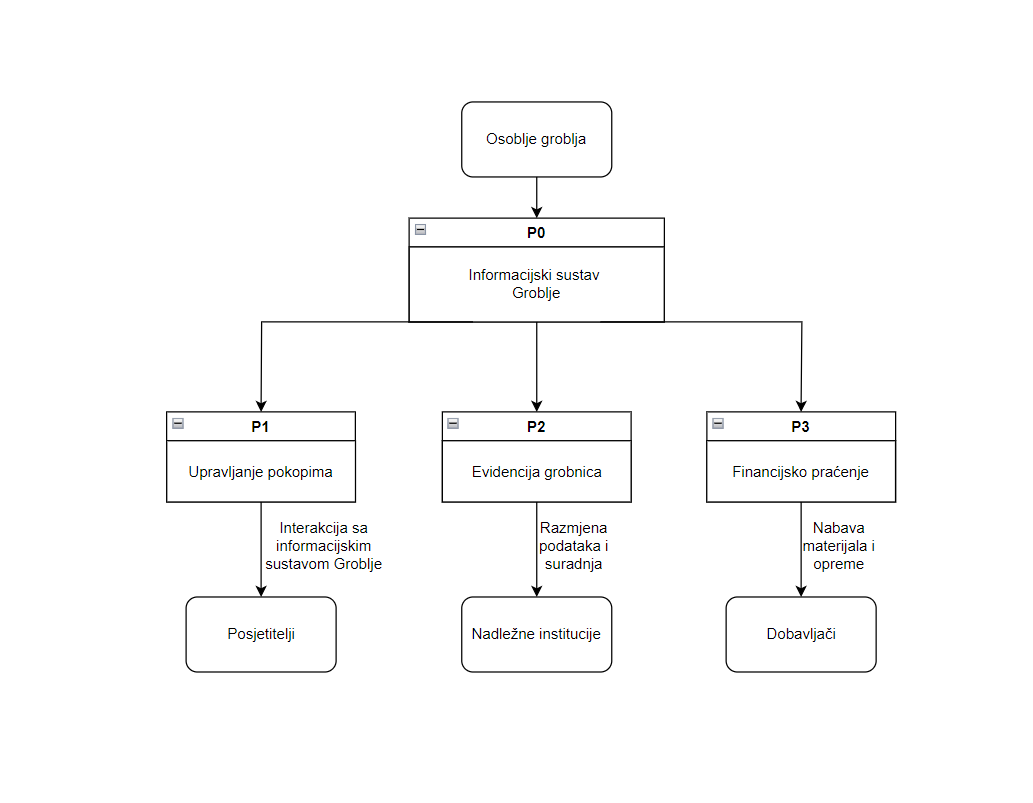 Osoblje groblja
P0
Informacijski sustav
Groblje
P1
Upravljanje pokopima
P2
Evidencija grobnica
P3
Financijsko praćenje
Interakcija sa
informacijskim
sustavom Groblje
Razmjena
podataka i
suradnja
Nabava
materijala i
opreme
Posjetitelji
Nadležne institucije
Dobavljači